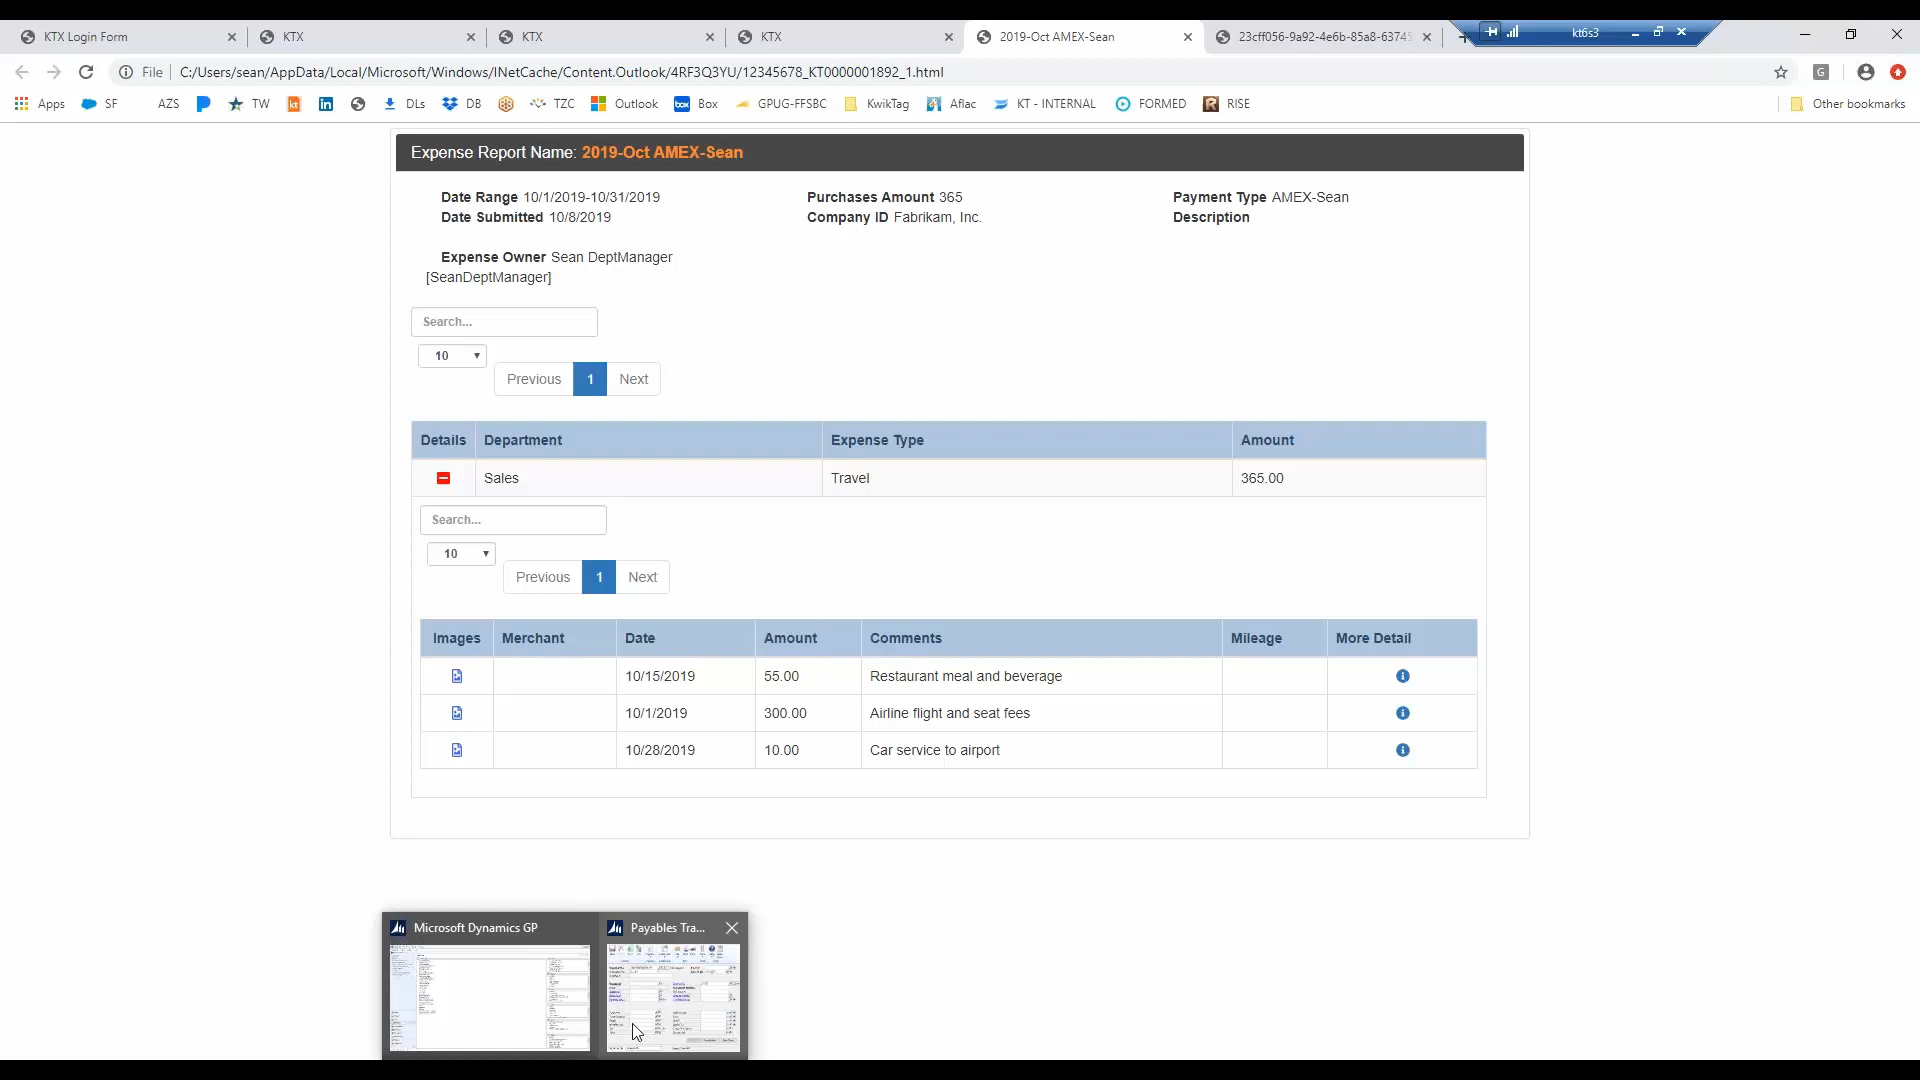 KTX Login Form
KTX
KTX
KTX
2019-Oct AMEX-Sean
23cff056-9a92-4e6b-85a8-63745
kt6s3
File
C:/Users/sean/AppData/Local/Microsoft/Windows/INetCache/Content.Outlook/4RF3Q3YU/12345678_KT0000001892_1.html
Apps SF AZS TW kt in DLs DB TZC Outlook box Box GPUG-FFSBC KwikTag Aflac KT - INTERNAL FORMED RISE Other bookmarks
Expense Report Name: 2019-Oct AMEX-Sean
Date Range 10/1/2019-10/31/2019 Purchases Amount 365 Payment Type AMEX-Sean
Date Submitted 10/8/2019 Company ID Fabrikam, Inc. Description
Expense Owner Sean DeptManager
[SeanDeptManager]
Search...
10
Previous 1 Next
Details Department Expense Type Amount
Sales Travel 365.00
Search...
10
Previous 1 Next
Images Merchant Date Amount Comments Mileage More Detail
10/15/2019 55.00 Restaurant meal and beverage
10/1/2019 300.00 Airline flight and seat fees
10/28/2019 10.00 Car service to airport
Microsoft Dynamics GP
Payables Tra...